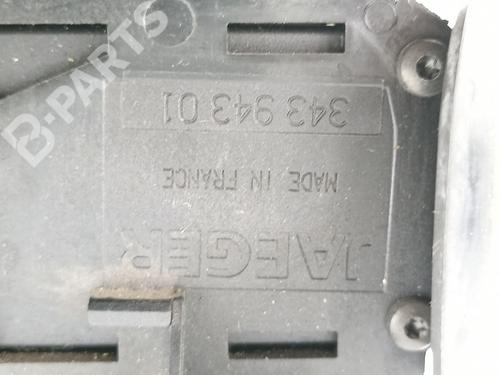 B-PARTS
343 943 01
MADE IN FRANCE
JAEGER